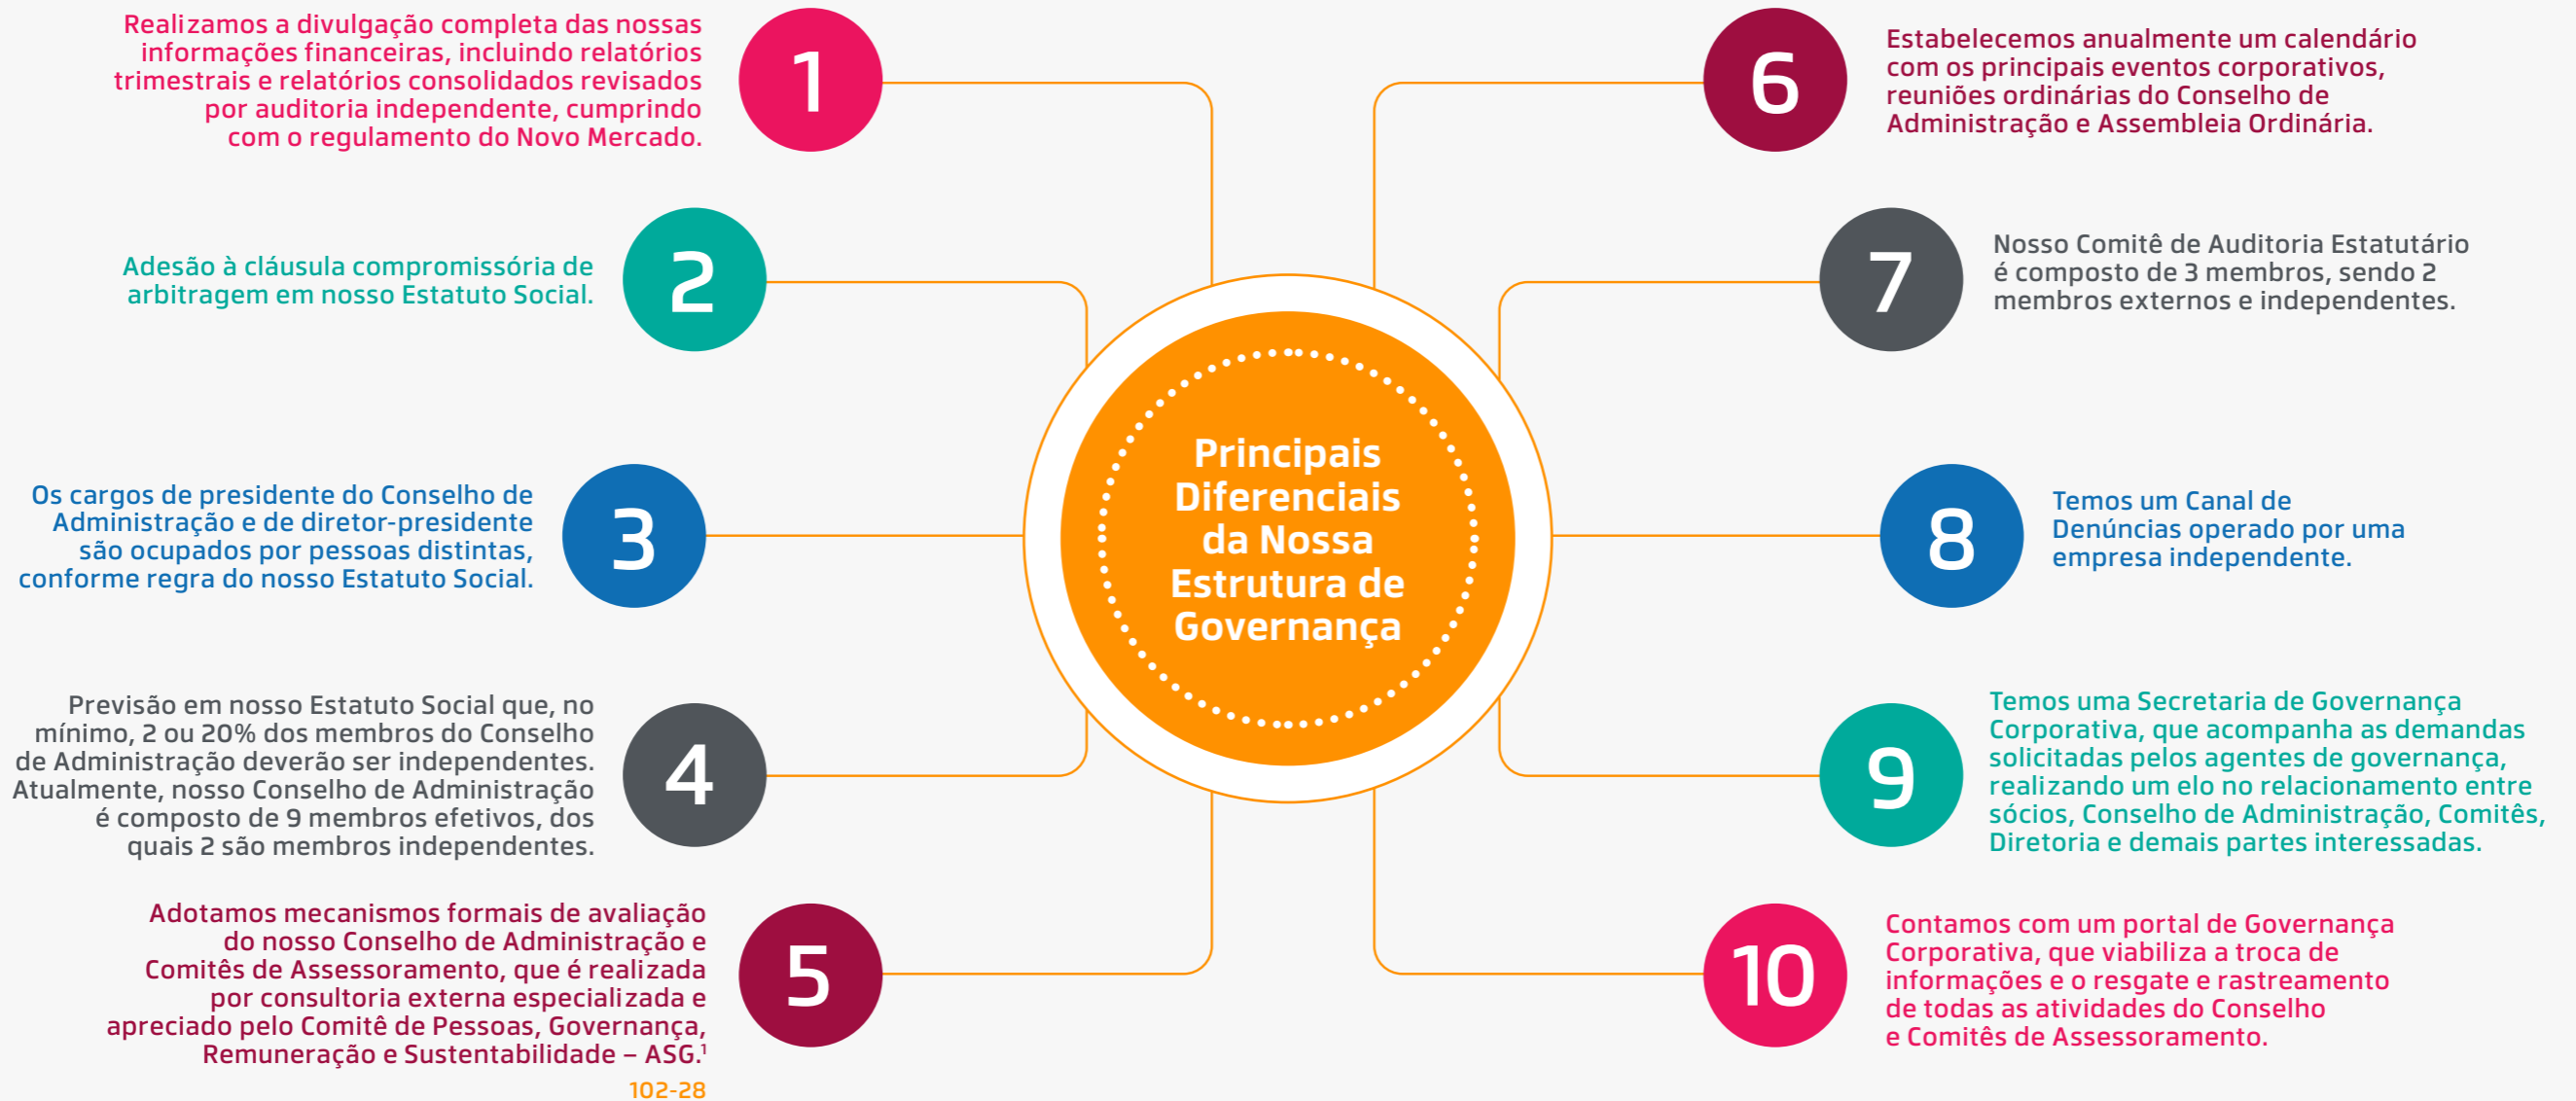 Realizamos a divulgação completa das nossas
informações financeiras, incluindo relatórios
trimestrais e relatórios consolidados revisados
por auditoria independente, cumprindo
com o regulamento do Novo Mercado.
1
Adesão à cláusula compromissória de
arbitragem em nosso Estatuto Social.
2
Os cargos de presidente do Conselho de
Administração e de diretor-presidente
são ocupados por pessoas distintas,
conforme regra do nosso Estatuto Social.
3
Previsão em nosso Estatuto Social que, no
mínimo, 2 ou 20% dos membros do Conselho
de Administração deverão ser independentes.
Atualmente, nosso Conselho de Administração
é composto de 9 membros efetivos, dos
quais 2 são membros independentes.
4
Adotamos mecanismos formais de avaliação
do nosso Conselho de Administração e
Comitês de Assessoramento, que é realizada
por consultoria externa especializada e
apreciado pelo Comitê de Pessoas, Governança,
Remuneração e Sustentabilidade – ASG.¹
102-28
5
Principais
Diferenciais
da Nossa
Estrutura de
Governança
6
Estabelecemos anualmente um calendário
com os principais eventos corporativos,
reuniões ordinárias do Conselho de
Administração e Assembleia Ordinária.
7
Nosso Comitê de Auditoria Estatutário
é composto de 3 membros, sendo 2
membros externos e independentes.
8
Temos um Canal de
Denúncias operado por uma
empresa independente.
9
Temos uma Secretaria de Governança
Corporativa, que acompanha as demandas
solicitadas pelos agentes de governança,
realizando um elo no relacionamento entre
sócios, Conselho de Administração, Comitês,
Diretoria e demais partes interessadas.
10
Contamos com um portal de Governança
Corporativa, que viabiliza a troca de
informações e o resgate e rastreamento
de todas as atividades do Conselho
e Comitês de Assessoramento.